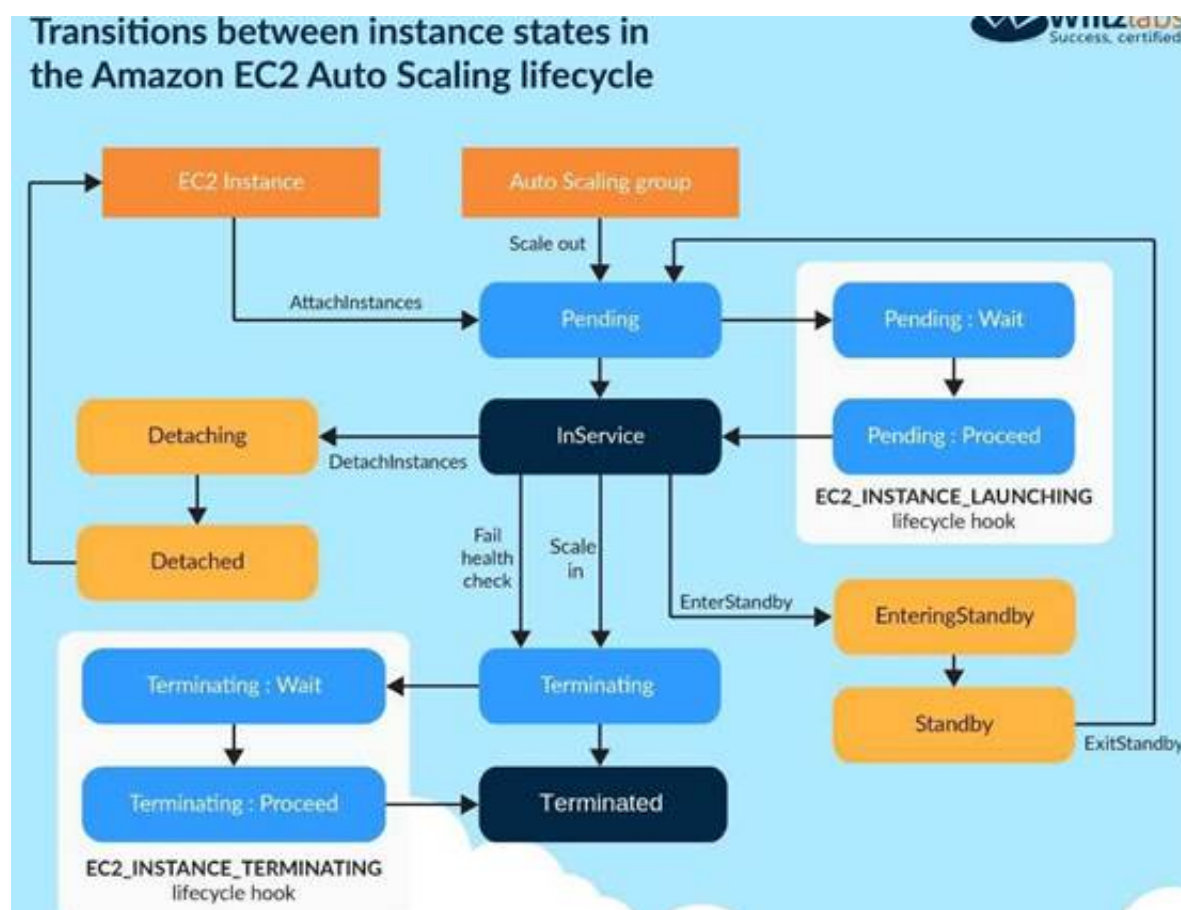 Transitions between instance states in
the Amazon EC2 Auto Scaling lifecycle
Whizlabs
Success, certified
EC2 Instance
Auto Scaling group
Scale out
AttachInstances
Pending
Pending : Wait
Detaching
DetachInstances
InService
Pending : Proceed
EC2_INSTANCE_LAUNCHING
lifecycle hook
Detached
Fail
health
check
Scale
in
EnterStandby
EnteringStandby
Terminating : Wait
Terminating
Standby
ExitStandby
Terminating : Proceed
Terminated
EC2_INSTANCE_TERMINATING
lifecycle hook